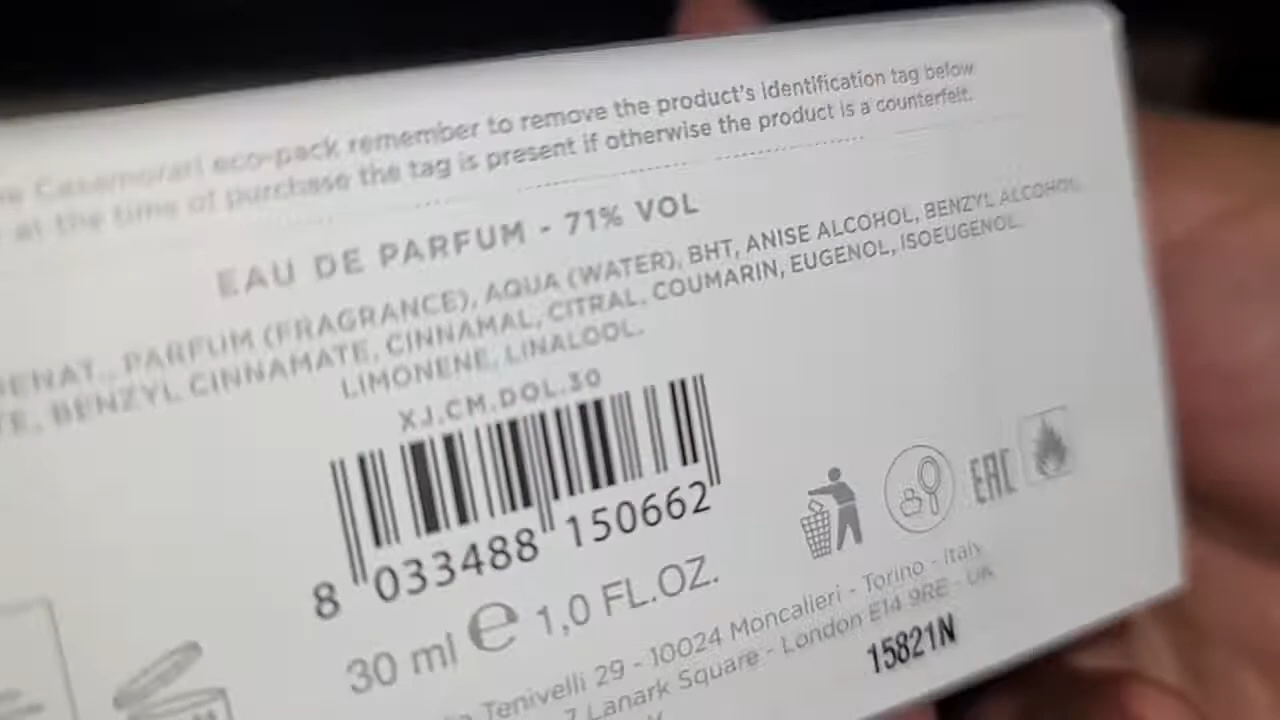 Casamorati eco-pack remember to remove the product's identification tag below
at the time of purchase the tag is present if otherwise the product is a counterfeit.
EAU DE PARFUM - 71% VOL
DENAT., PARFUM (FRAGRANCE), AQUA (WATER), BHT, ANISE ALCOHOL, BENZYL ALCOHOL,
BENZYL CINNAMATE, CINNAMAL, CITRAL, COUMARIN, EUGENOL, ISOEUGENOL,
LIMONENE, LINALOOL.
XJ.CM.DOL.30
8 033488 150662
30 ml e 1,0 FL.OZ.
EAC
Tenivelli 29 - 10024 Moncalieri - Torino - Italy
7 Lanark Square - London E14 9RE - UK
15821N